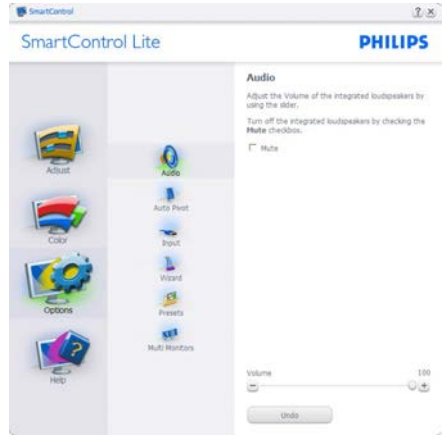 SmartControl
SmartControl Lite
PHILIPS
Adjust
Color
Options
Help
Audio
Auto Pivot
Input
Wizard
Presets
Multi Monitors
Audio
Adjust the Volume of the integrated loudspeakers by
using the slider.
Turn off the integrated loudspeakers by checking the
Mute checkbox.
Mute
Volume 100
Undo